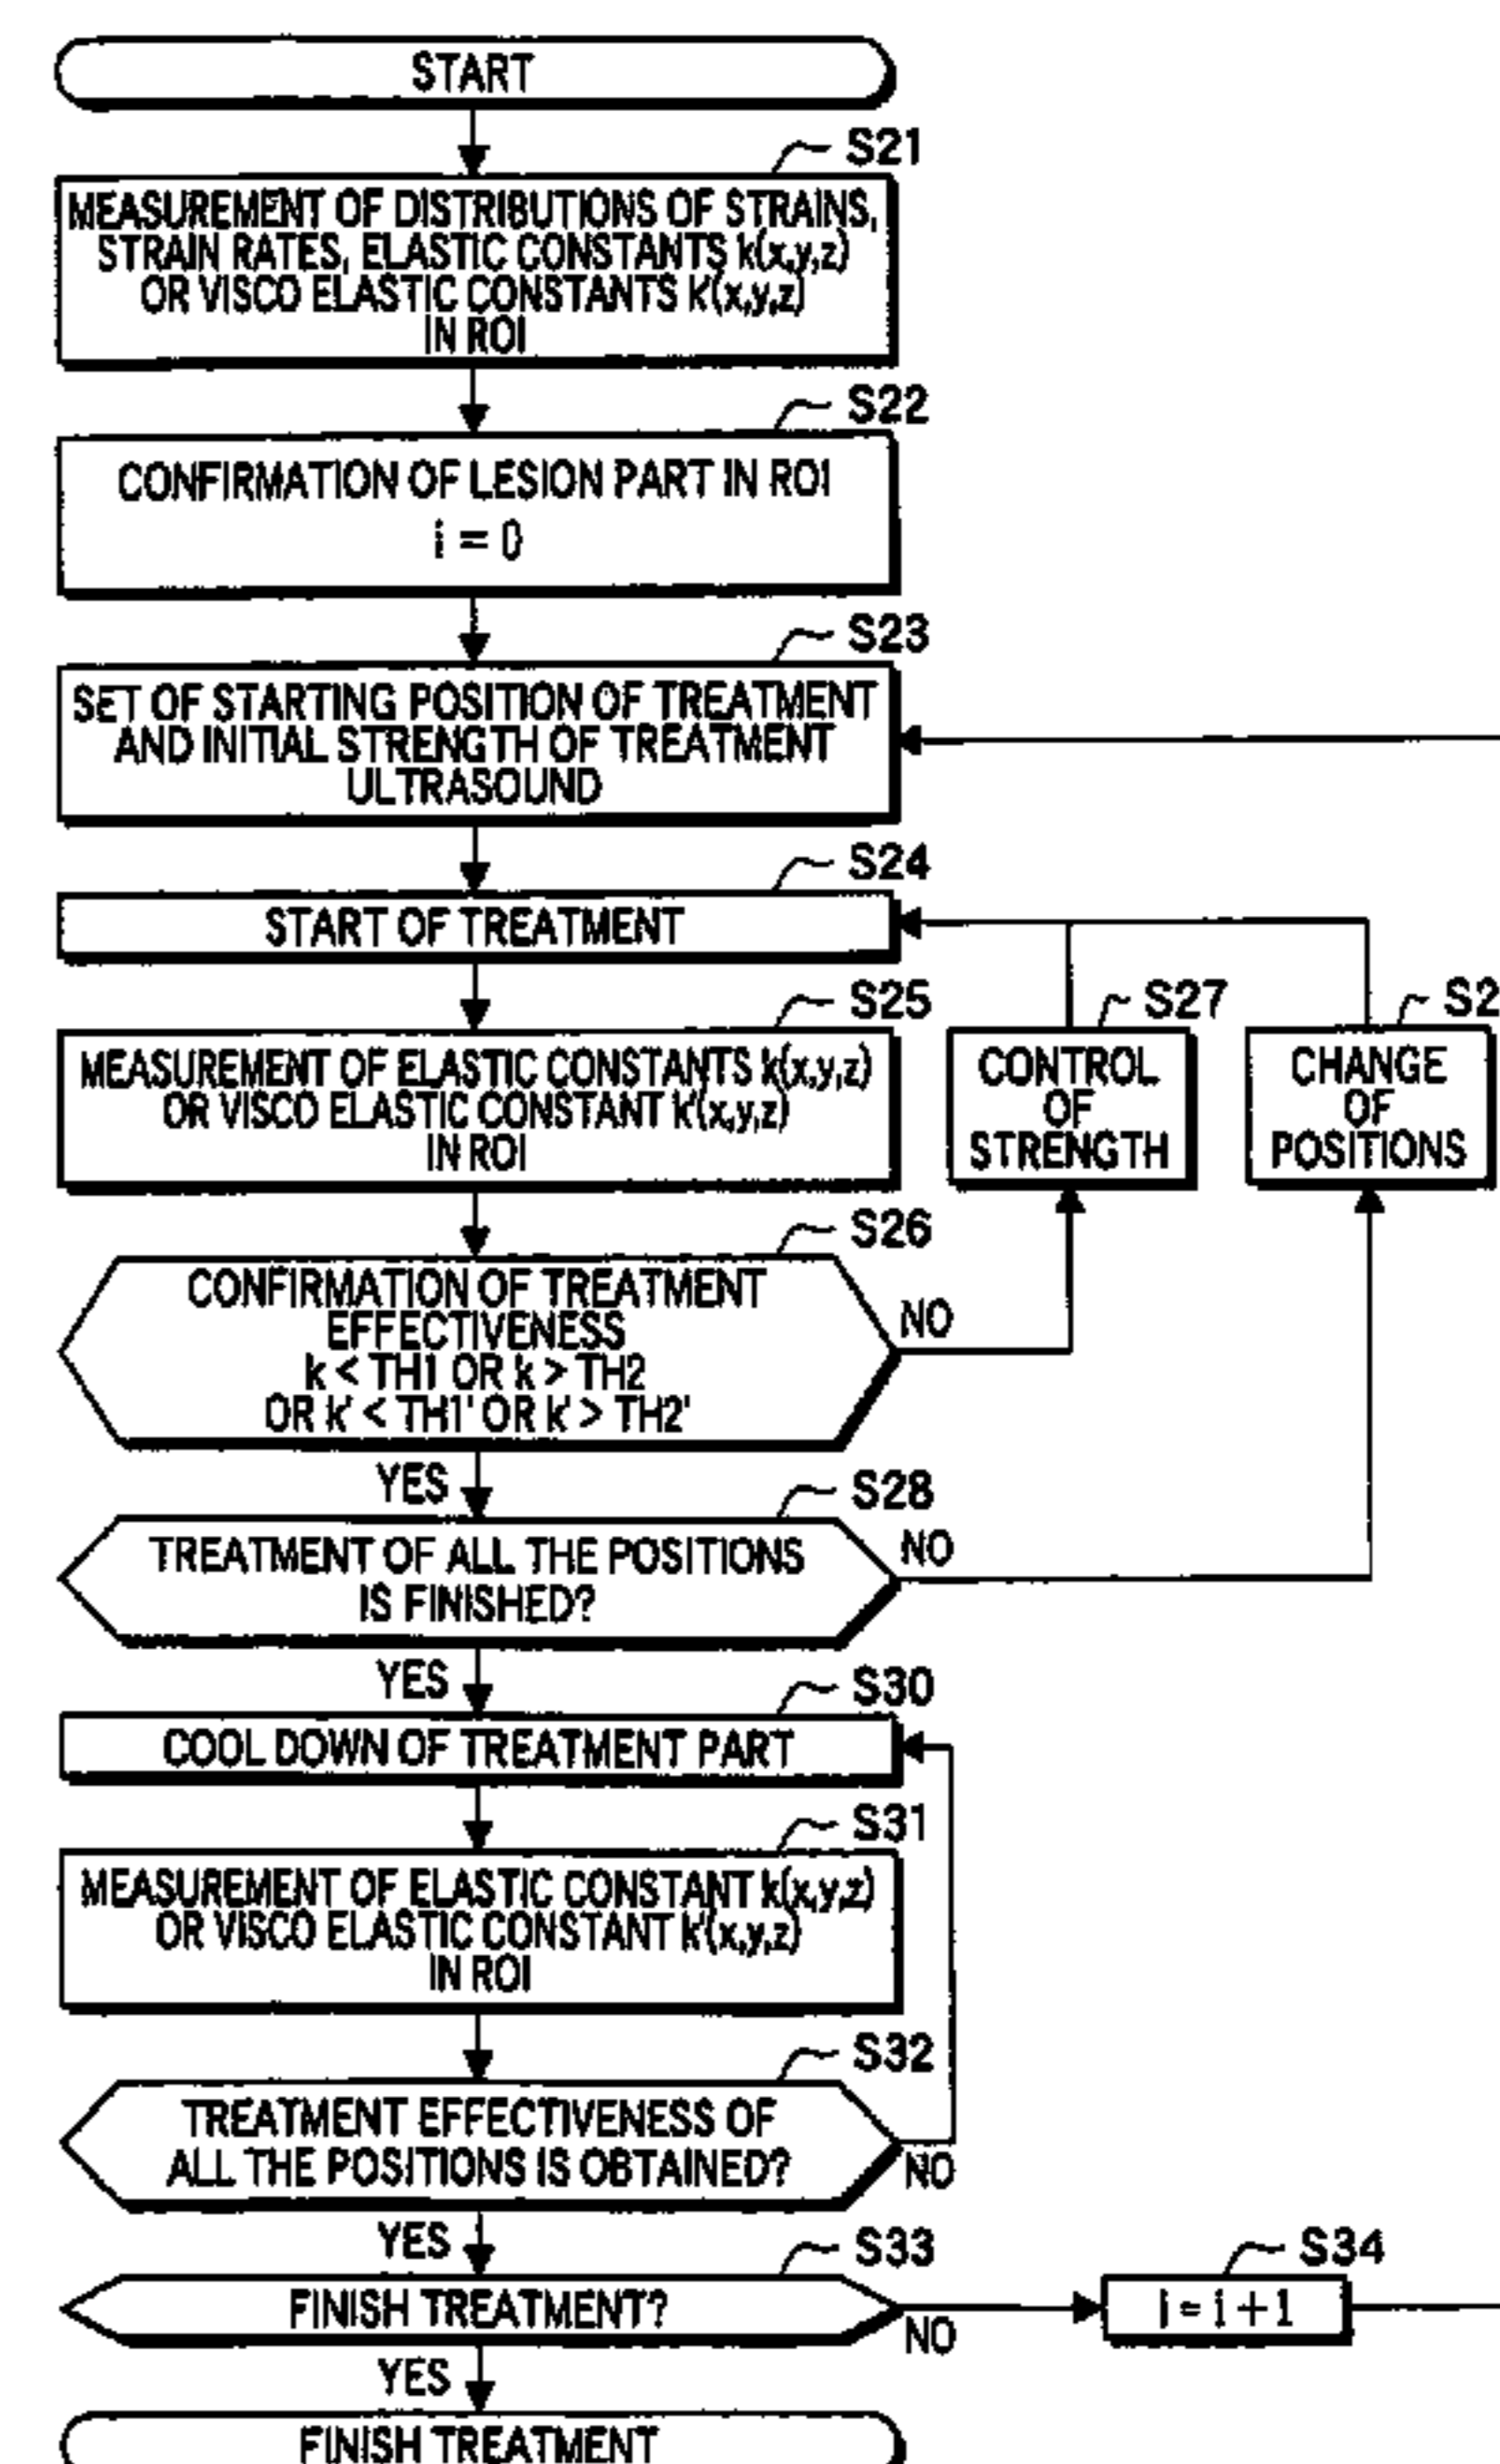 START
S21
MEASUREMENT OF DISTRIBUTIONS OF STRAINS,
STRAIN RATES, ELASTIC CONSTANTS k(x,y,z)
OR VISCO ELASTIC CONSTANTS k'(x,y,z)
IN ROI
S22
CONFIRMATION OF LESION PART IN ROI
i = 0
S23
SET OF STARTING POSITION OF TREATMENT
AND INITIAL STRENGTH OF TREATMENT
ULTRASOUND
S24
START OF TREATMENT
S25
MEASUREMENT OF ELASTIC CONSTANTS k(x,y,z)
OR VISCO ELASTIC CONSTANT k'(x,y,z)
IN ROI
S27
CONTROL
OF
STRENGTH
S2
CHANGE
OF
POSITIONS
S26
CONFIRMATION OF TREATMENT
EFFECTIVENESS
k < TH1 OR k > TH2
OR k' < TH1' OR k' > TH2'
NO
YES
S28
TREATMENT OF ALL THE POSITIONS
IS FINISHED?
NO
YES
S30
COOL DOWN OF TREATMENT PART
S31
MEASUREMENT OF ELASTIC CONSTANT k(x,y,z)
OR VISCO ELASTIC CONSTANT k'(x,y,z)
IN ROI
S32
TREATMENT EFFECTIVENESS OF
ALL THE POSITIONS IS OBTAINED?
NO
YES
S33
FINISH TREATMENT?
NO
S34
i = i + 1
YES
FINISH TREATMENT